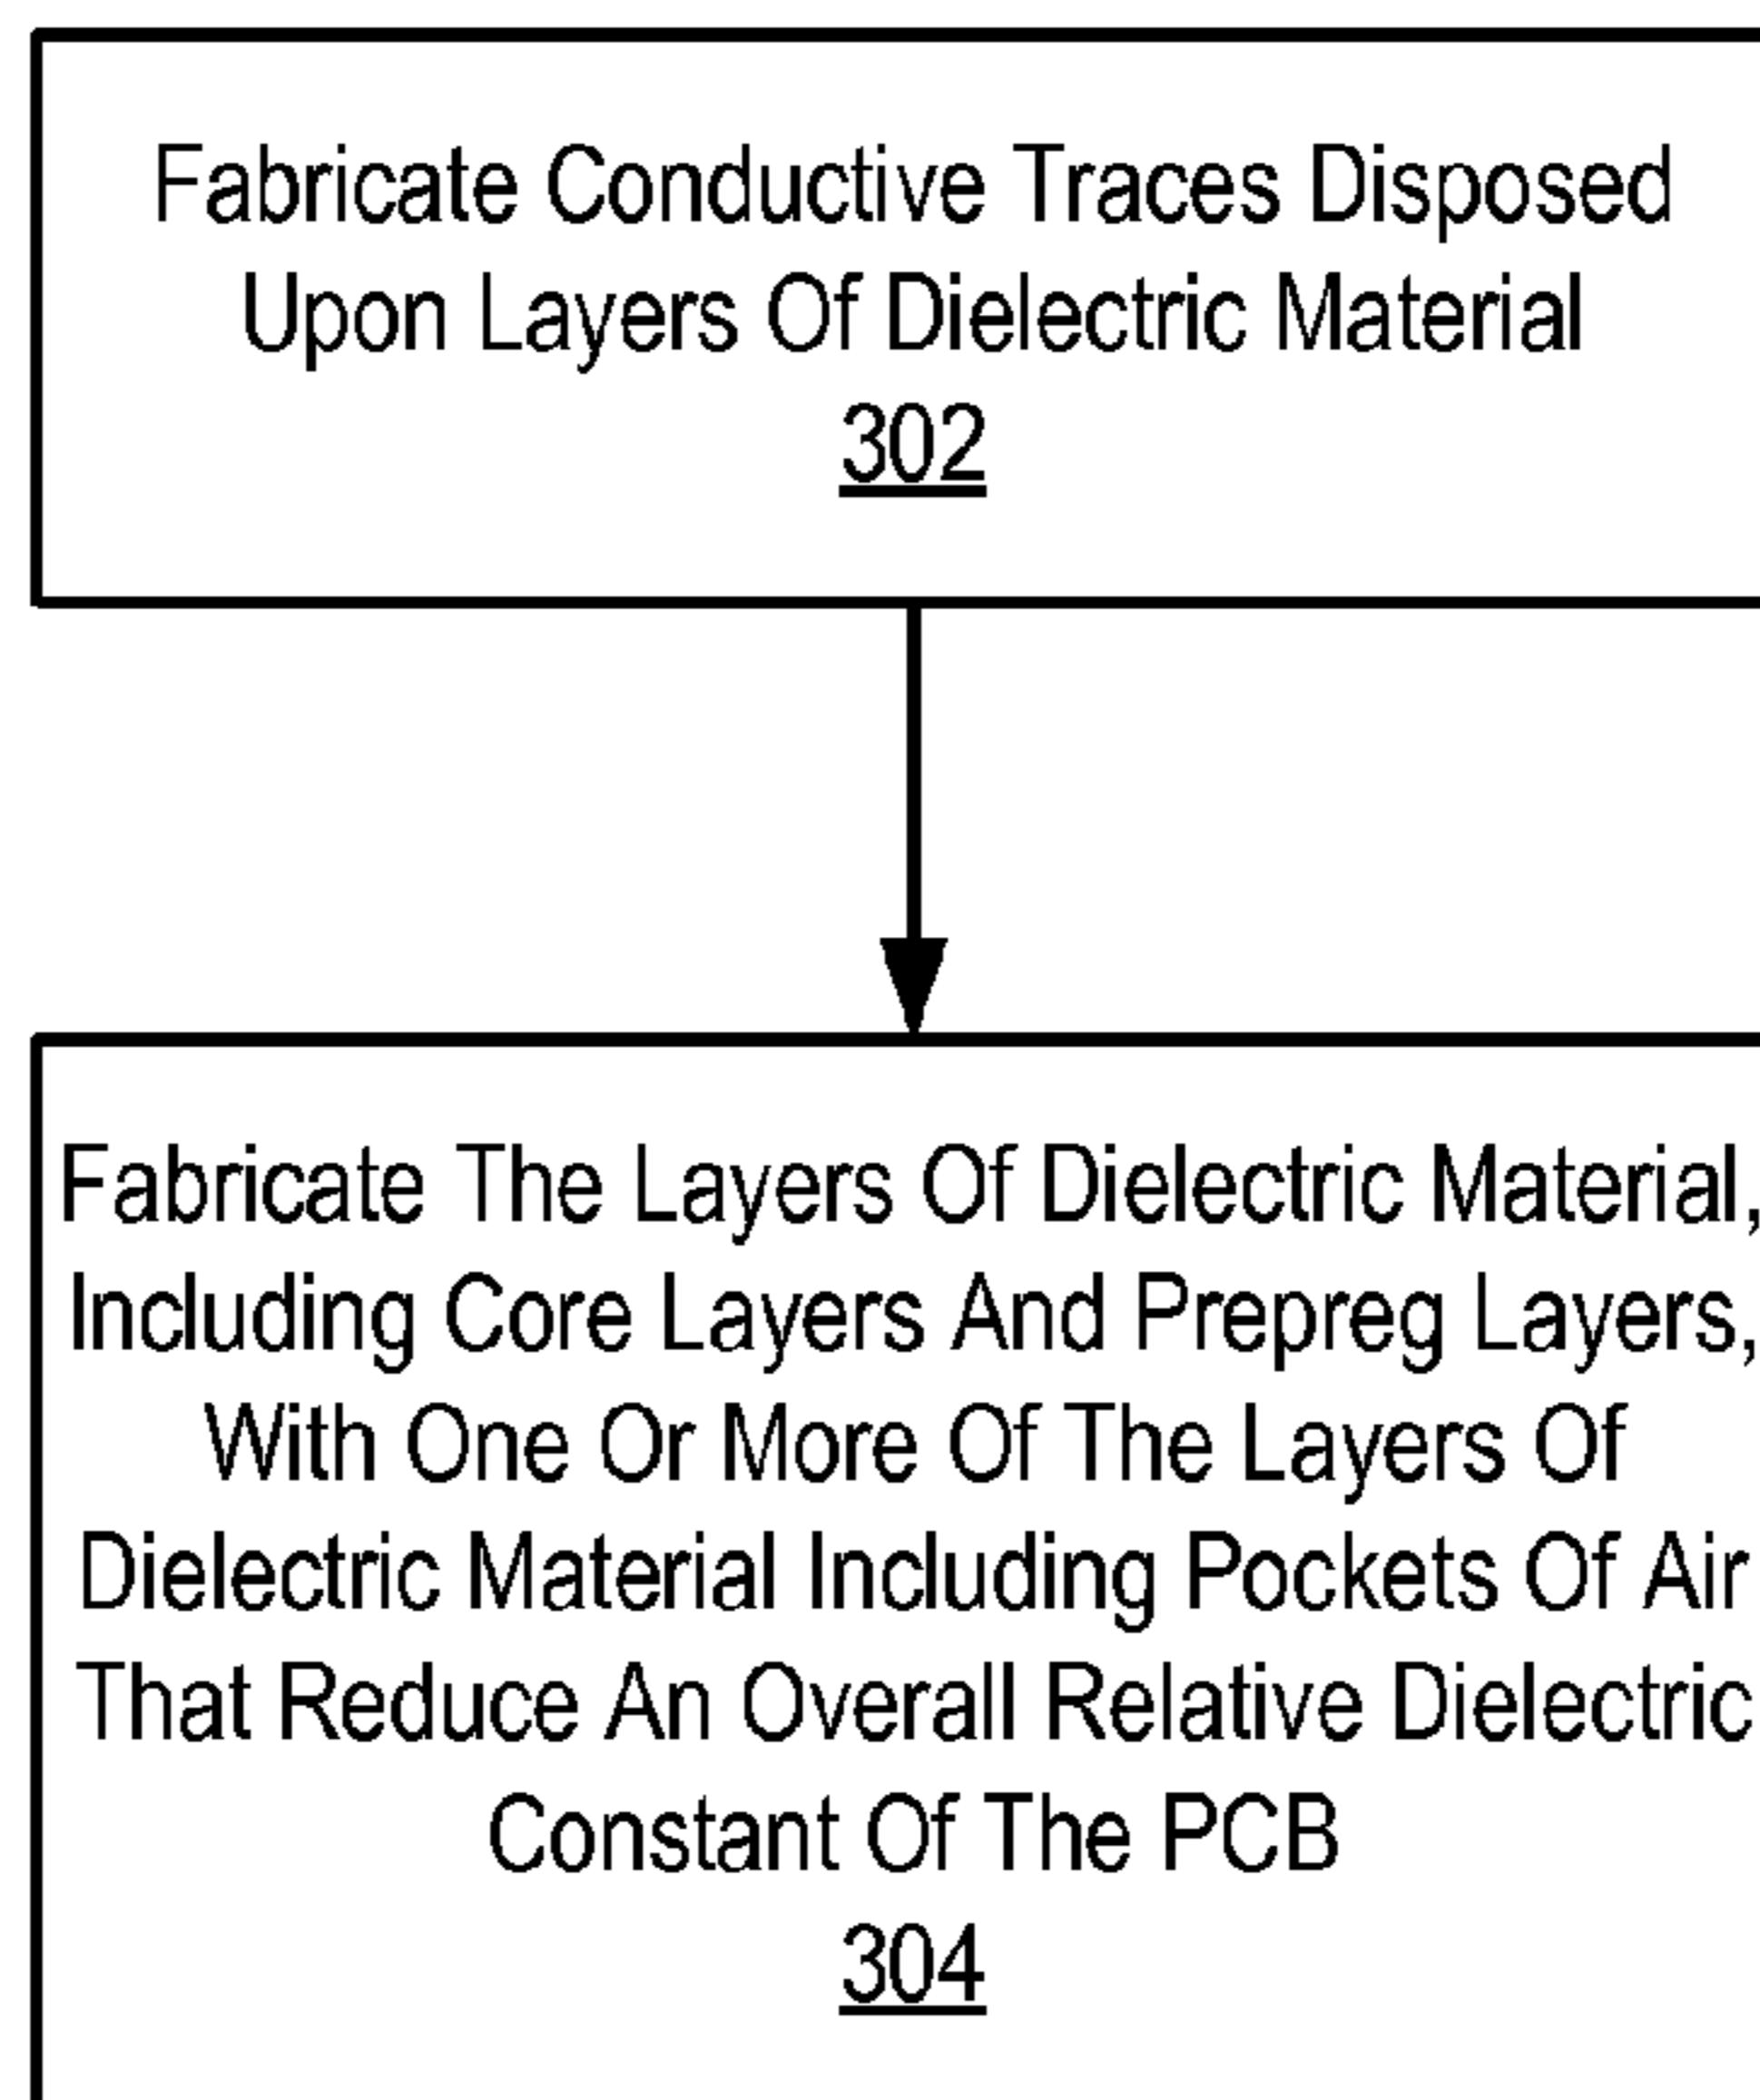 Fabricate Conductive Traces Disposed
Upon Layers Of Dielectric Material
302
Fabricate The Layers Of Dielectric Material,
Including Core Layers And Prepreg Layers,
With One Or More Of The Layers Of
Dielectric Material Including Pockets Of Air
That Reduce An Overall Relative Dielectric
Constant Of The PCB
304